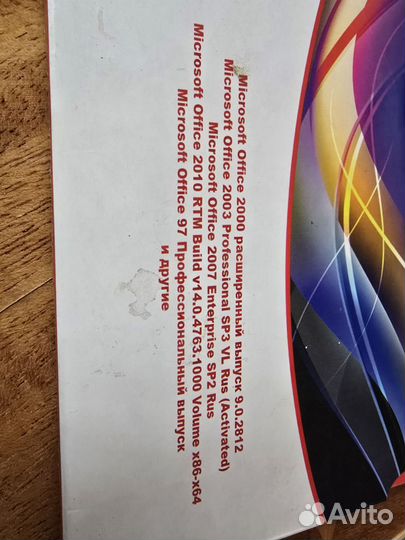 Microsoft Office 2000 расширенный выпуск 9.0.2812
Microsoft Office 2003 Professional SP3 VL Rus (Activated)
Microsoft Office 2007 Enterprise SP2 Rus
Microsoft Office 2010 RTM Build v14.0.4763.1000 Volume x86-x64
Microsoft Office 97 Профессиональный выпуск
и другие
Avito